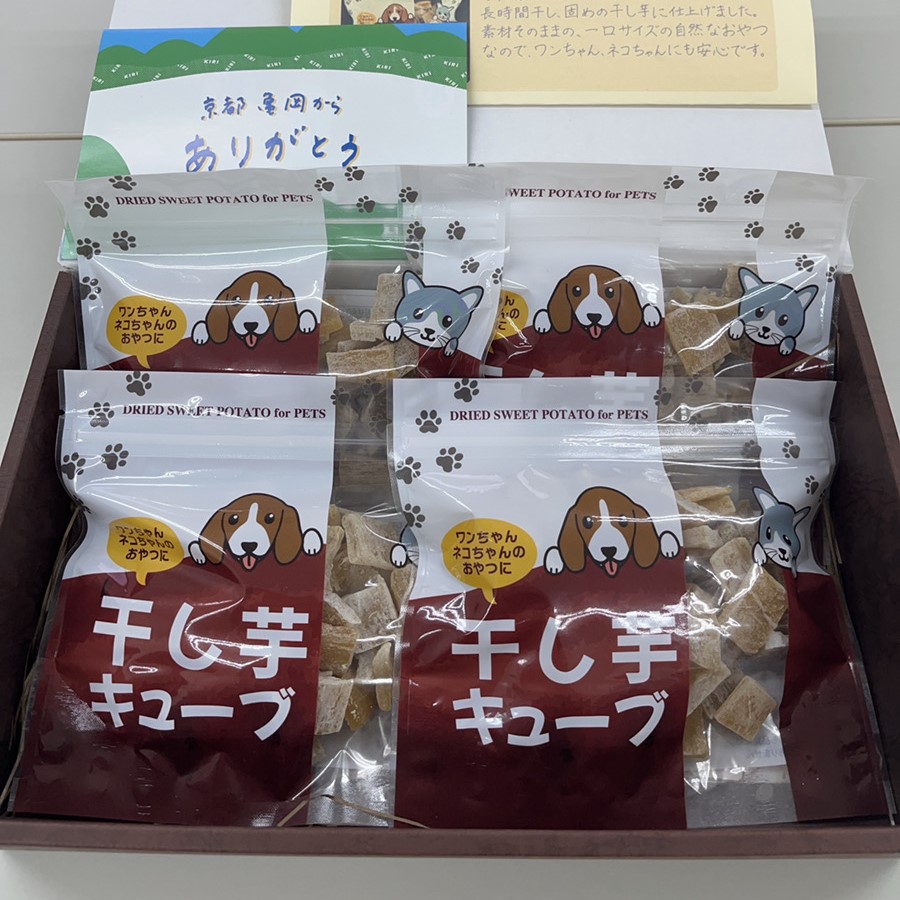 長時間干し、固めの干し芋に仕上げました。
素材そのままの、一口サイズの自然なおやつ
なので、ワンちゃん、ネコちゃんにも安心です。
KIRI KIRI KIRI
京都 亀岡から
ありがとう
DRIED SWEET POTATO for PETS
ワンちゃん
ネコちゃんの
おやつに
SWEET POTATO for PETS
ちゃん
DRIED SWEET POTATO for PETS
ワンちゃん
ネコちゃんの
おやつに
干し芋
キューブ
DRIED SWEET POTATO for PETS
ワンちゃん
ネコちゃんの
おやつに
干し芋
キューブ